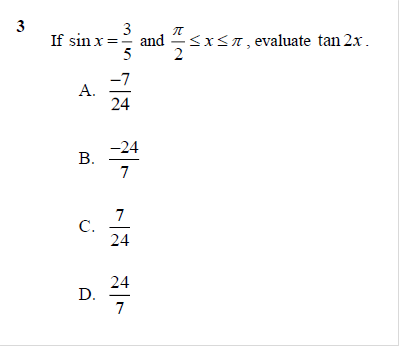 3 If sin x = 3/5 and π/2 ≤ x ≤ π, evaluate tan 2x.
A. −7/24
B. −24/7
C. 7/24
D. 24/7